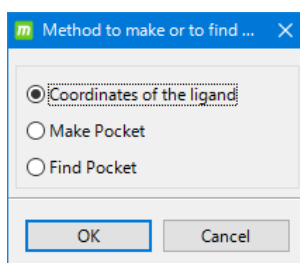 Method to make or to find ...
Coordinates of the ligand
Make Pocket
Find Pocket
OK Cancel